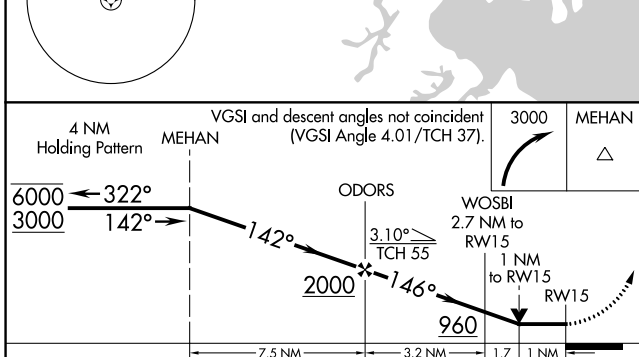 VGSI and descent angles not coincident
(VGSI Angle 4.01/TCH 37).
3000
MEHAN
4 NM
Holding Pattern
MEHAN
ODORS
WOSBI
2.7 NM to
RW15
1 NM
to RW15
RW15
6000
322°
3000
142°
142°
3.10°
TCH 55
2000
146°
960
7.5 NM
3.2 NM
1.7
1 NM